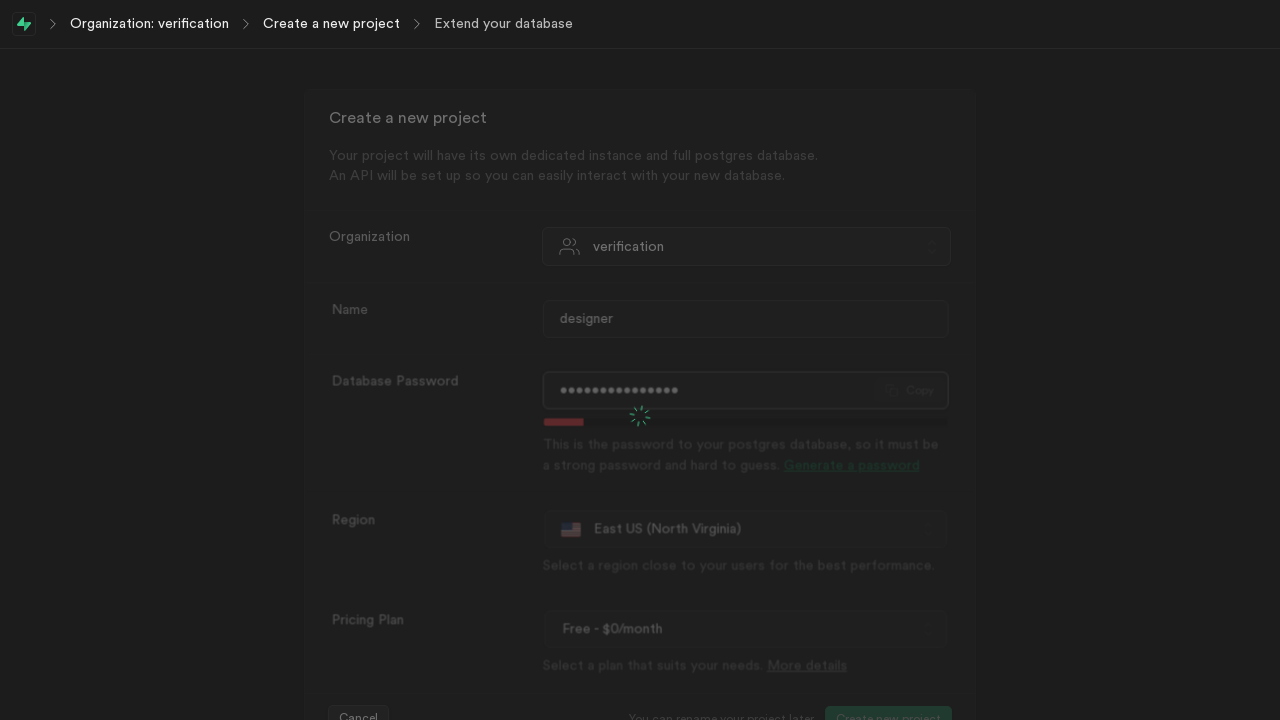 Organization: verification
Create a new project
Extend your database
Create a new project
Your project will have its own dedicated instance and full postgres database.
An API will be set up so you can easily interact with your new database.
Organization
verification
Name
designer
Database Password
•••••••••••••••
Copy
This is the password to your postgres database, so it must be
a strong password and hard to guess. Generate a password
Region
East US (North Virginia)
Select a region close to your users for the best performance.
Pricing Plan
Free - $0/month
Select a plan that suits your needs. More details
Cancel
You can rename your project later
Create new project